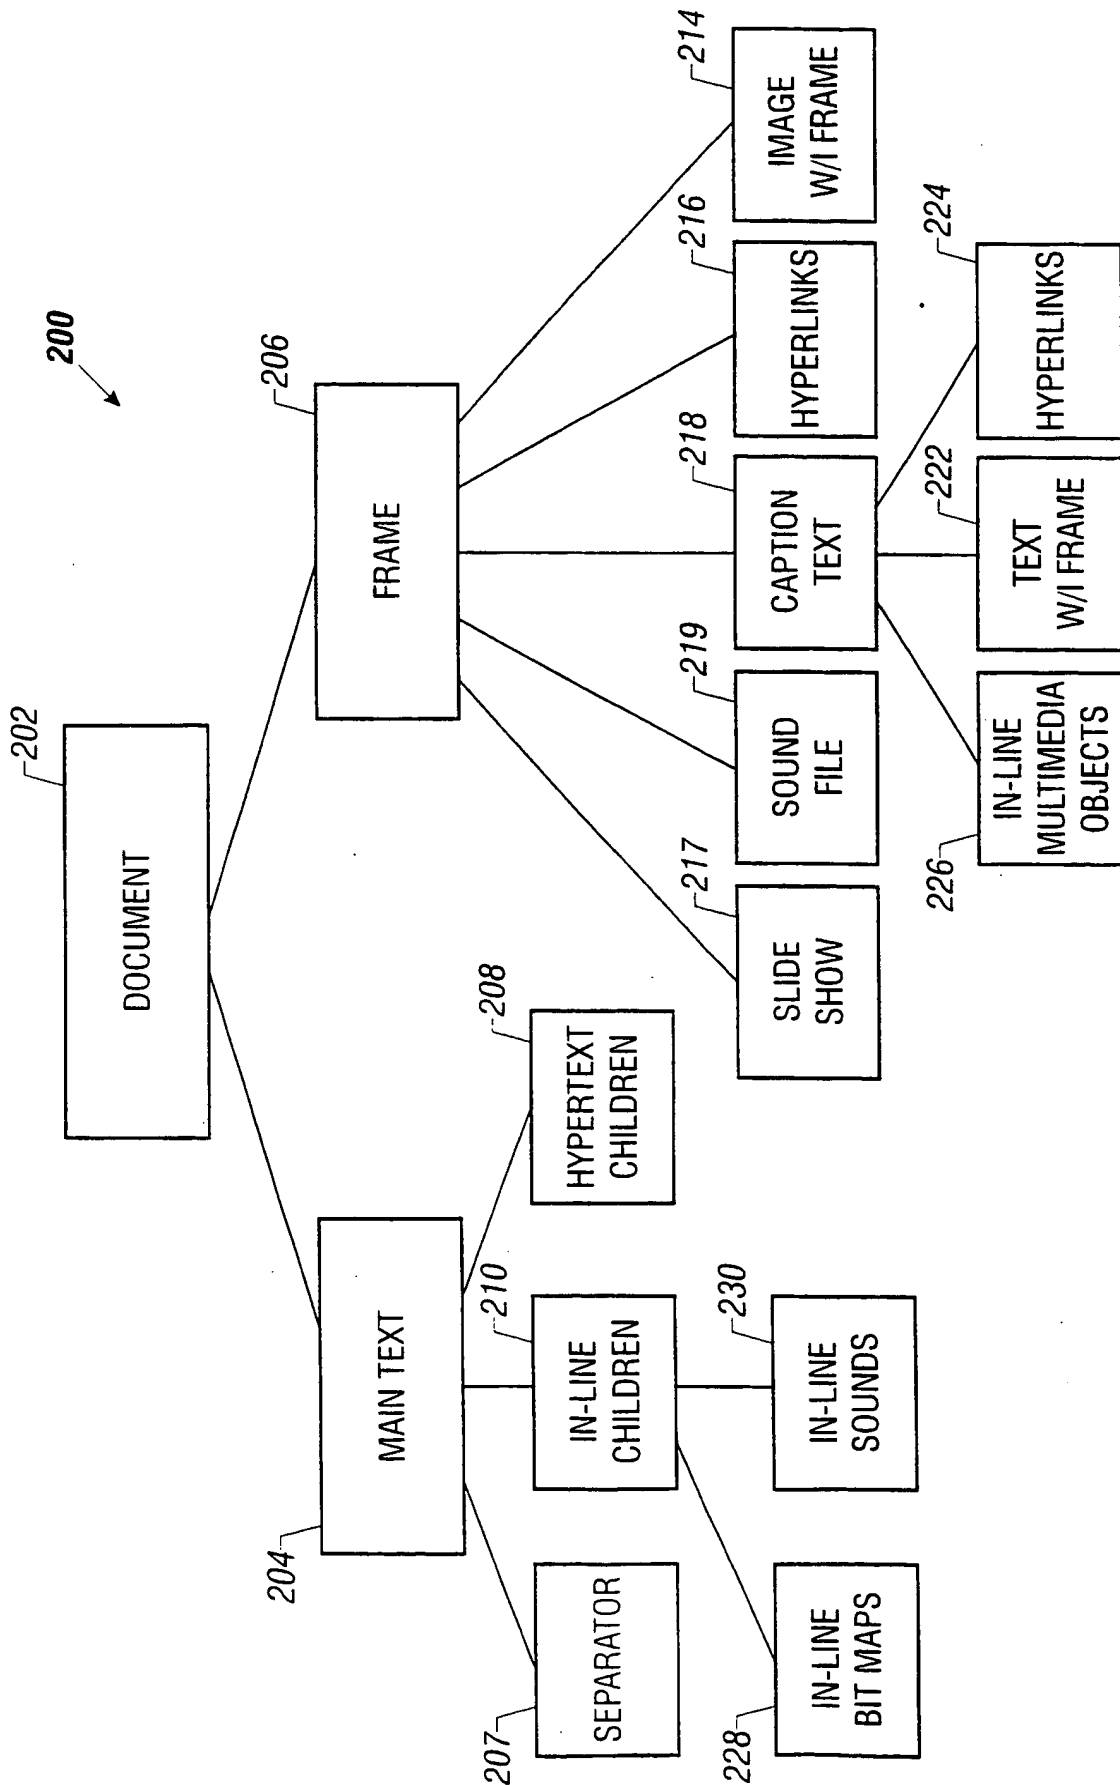 200
202
DOCUMENT
204
MAIN TEXT
206
FRAME
207
SEPARATOR
210
IN-LINE
CHILDREN
208
HYPERTEXT
CHILDREN
228
IN-LINE
BIT MAPS
230
IN-LINE
SOUNDS
217
SLIDE
SHOW
219
SOUND
FILE
218
CAPTION
TEXT
216
HYPERLINKS
214
IMAGE
W/I FRAME
226
IN-LINE
MULTIMEDIA
OBJECTS
222
TEXT
W/I FRAME
224
HYPERLINKS